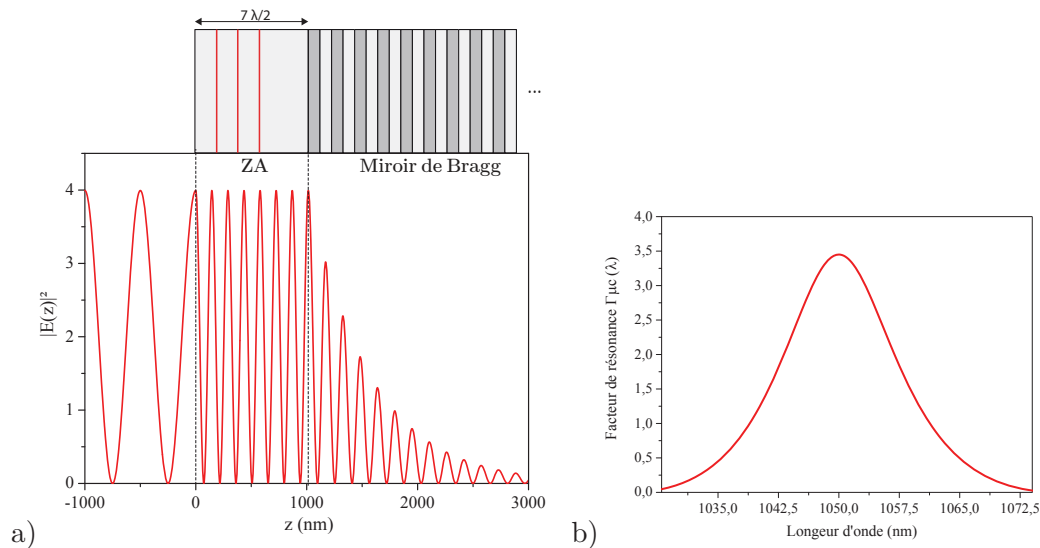 7 λ/2
...
ZA
Miroir de Bragg
4
3
2
1
0
|E(z)|²
-1000
0
1000
2000
3000
z (nm)
a)
4,0
3,5
3,0
2,5
2,0
1,5
1,0
0,5
0,0
Facteur de résonance Γμc (λ)
1035,0
1042,5
1050,0
1057,5
1065,0
1072,5
Longeur d'onde (nm)
b)